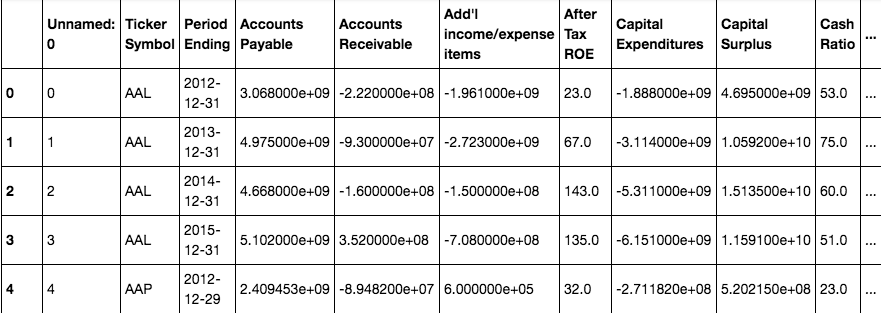 Unnamed: 0 Ticker Symbol Period Ending Accounts Payable Accounts Receivable Add'l income/expense items After Tax ROE Capital Expenditures Capital Surplus Cash Ratio ...
0 0 AAL 2012-12-31 3.068000e+09 -2.220000e+08 -1.961000e+09 23.0 -1.888000e+09 4.695000e+09 53.0 ...
1 1 AAL 2013-12-31 4.975000e+09 -9.300000e+07 -2.723000e+09 67.0 -3.114000e+09 1.059200e+10 75.0 ...
2 2 AAL 2014-12-31 4.668000e+09 -1.600000e+08 -1.500000e+08 143.0 -5.311000e+09 1.513500e+10 60.0 ...
3 3 AAL 2015-12-31 5.102000e+09 3.520000e+08 -7.080000e+08 135.0 -6.151000e+09 1.159100e+10 51.0 ...
4 4 AAP 2012-12-29 2.409453e+09 -8.948200e+07 6.000000e+05 32.0 -2.711820e+08 5.202150e+08 23.0 ...